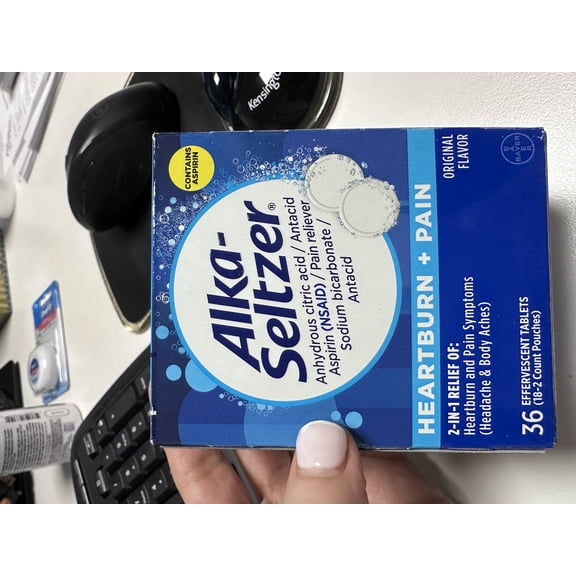 CONTAINS
ASPIRIN
Alka-
Seltzer®
Anhydrous citric acid / Antacid
Aspirin (NSAID) / Pain reliever
Sodium bicarbonate /
Antacid
HEARTBURN + PAIN
ORIGINAL
FLAVOR
BAYER
2-IN-1 RELIEF OF:
Heartburn and Pain Symptoms
(Headache & Body Aches)
36 EFFERVESCENT TABLETS
(18-2 Count Pouches)
Kensington